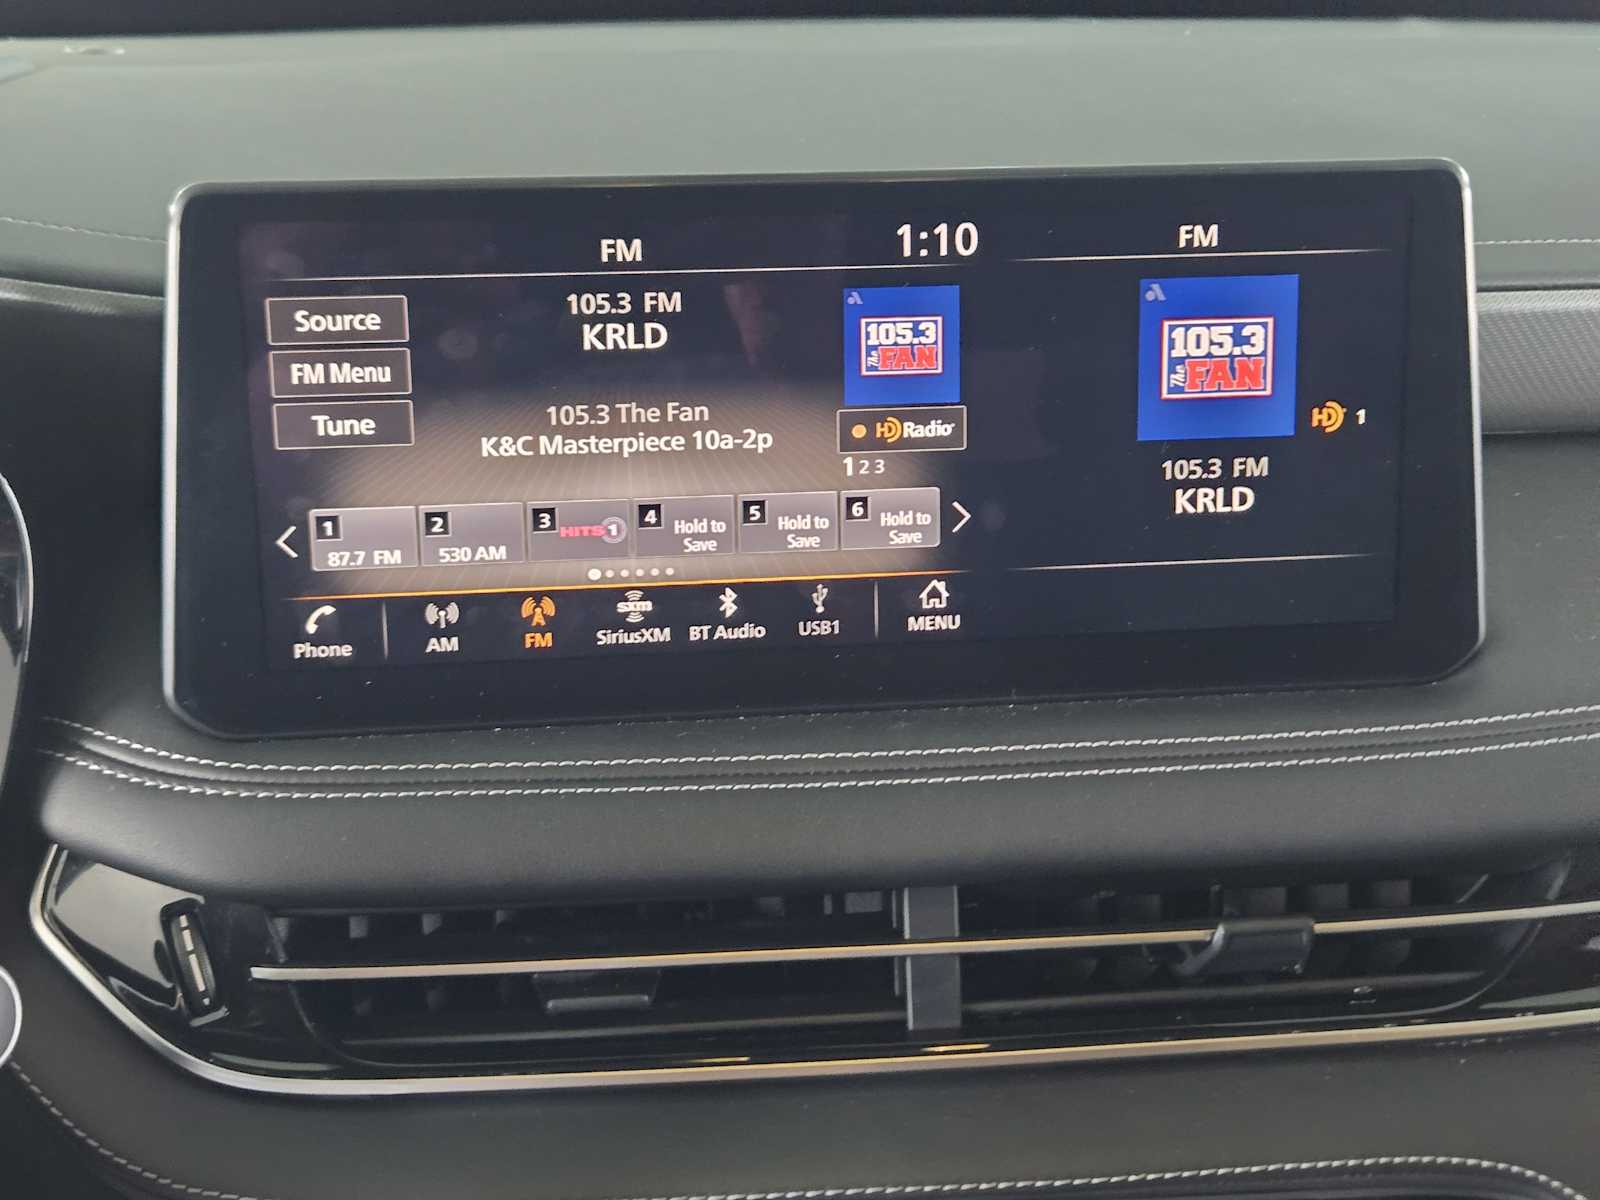 FM
1:10
FM
Source
FM Menu
Tune
105.3 FM
KRLD
105.3 The Fan
K&C Masterpiece 10a-2p
105.3
The FAN
HD Radio
1 2 3
1
87.7 FM
2
530 AM
3
HITS 1
4
Hold to
Save
5
Hold to
Save
6
Hold to
Save
Phone
AM
FM
sxm
SiriusXM
BT Audio
USB1
MENU
105.3
The FAN
HD 1
105.3 FM
KRLD